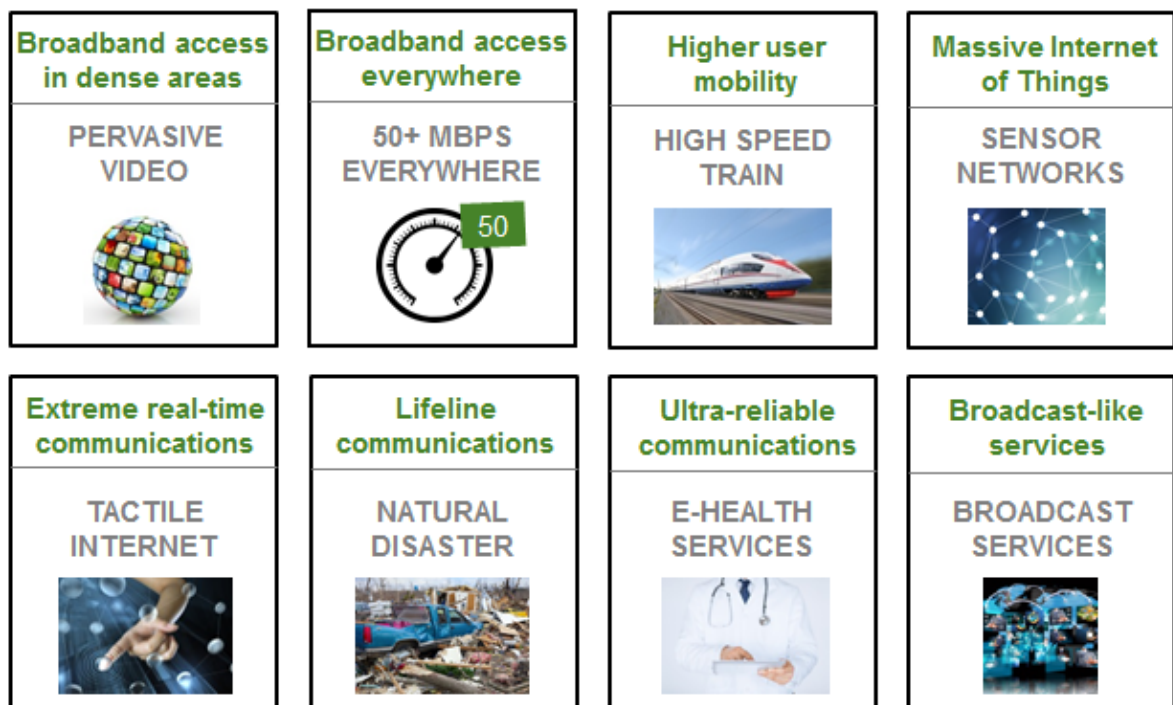 Broadband access
in dense areas
PERVASIVE
VIDEO
Broadband access
everywhere
50+ MBPS
EVERYWHERE
50
Higher user
mobility
HIGH SPEED
TRAIN
Massive Internet
of Things
SENSOR
NETWORKS
Extreme real-time
communications
TACTILE
INTERNET
Lifeline
communications
NATURAL
DISASTER
Ultra-reliable
communications
E-HEALTH
SERVICES
Broadcast-like
services
BROADCAST
SERVICES